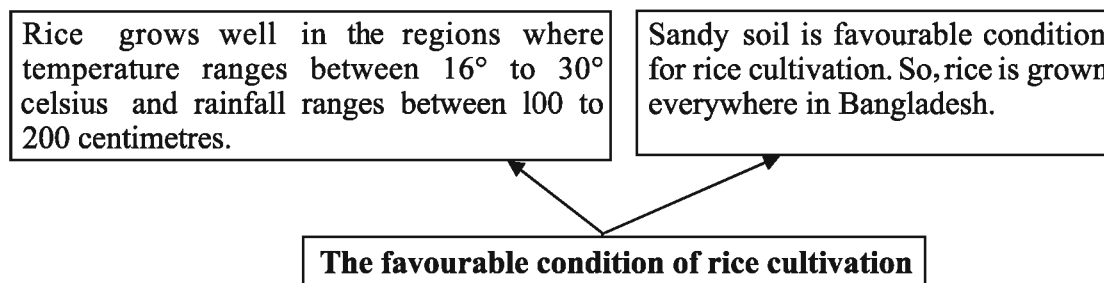 Rice grows well in the regions where
temperature ranges between 16° to 30°
celsius and rainfall ranges between 100 to
200 centimetres.
Sandy soil is favourable condition
for rice cultivation. So, rice is grown
everywhere in Bangladesh.
The favourable condition of rice cultivation